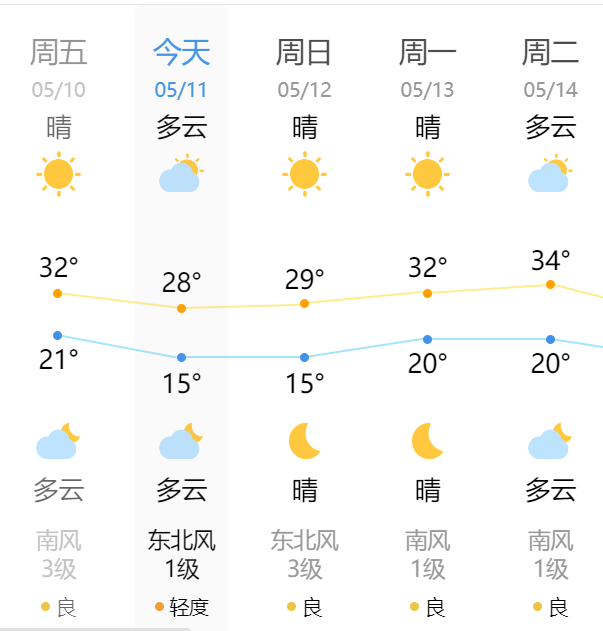 周五 今天 周日 周一 周二
05/10 05/11 05/12 05/13 05/14
晴 多云 晴 晴 多云
32° 28° 29° 32° 34°
21° 15° 15° 20° 20°
多云 多云 晴 晴 多云
南风 东北风 东北风 南风 南风
3级 1级 3级 1级 1级
良 轻度 良 良 良